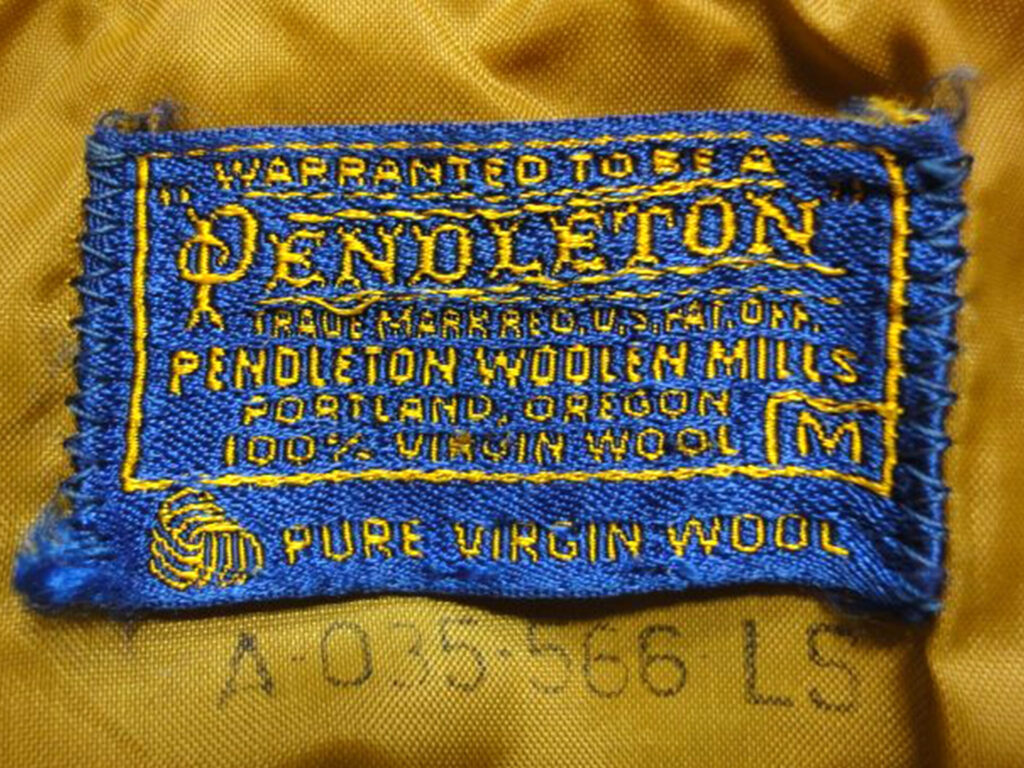 WARRANTED TO BE A
"PENDLETON"
TRADE MARK REG. U.S. PAT. OFF.
PENDLETON WOOLEN MILLS
PORTLAND, OREGON
100% VIRGIN WOOL
M
PURE VIRGIN WOOL
A-035-566 LS